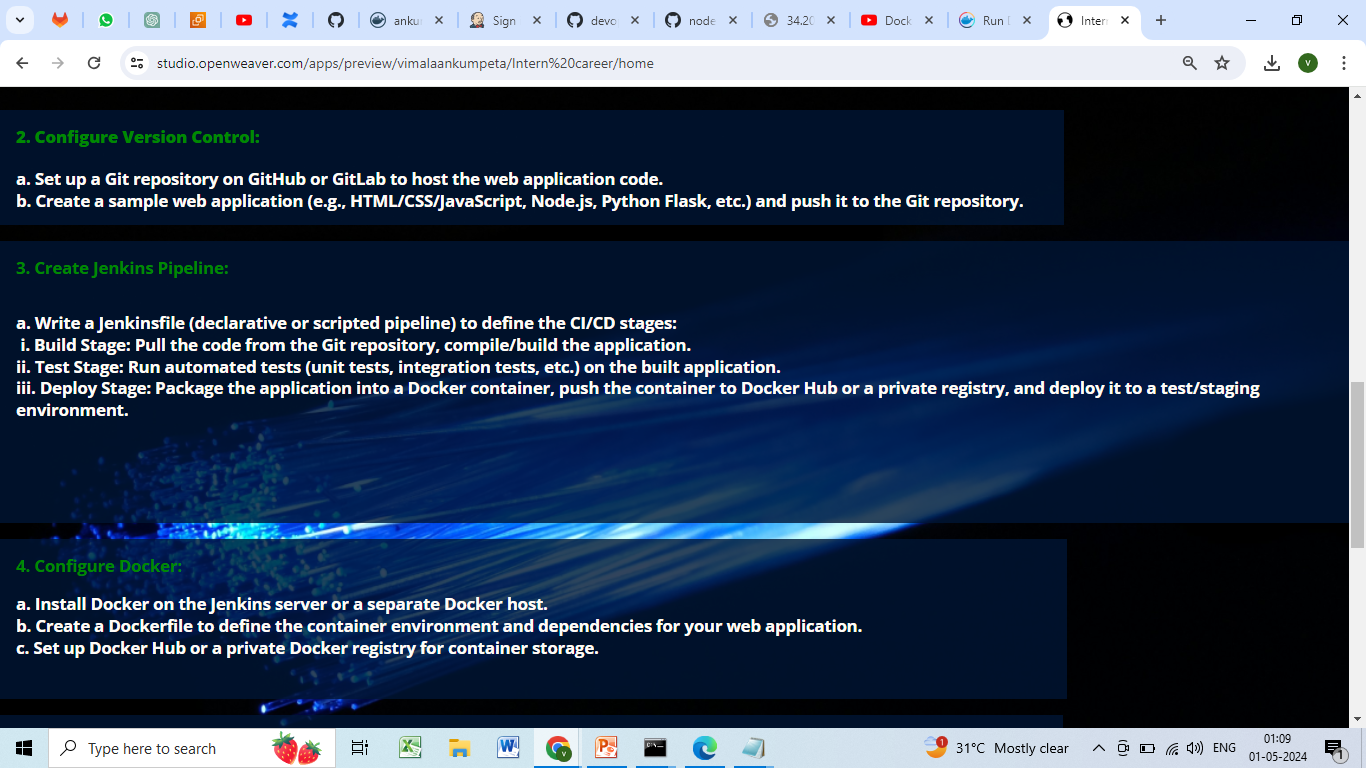 anku
Sign
devo
node
34.20
Dock
Run
Inter
studio.openweaver.com/apps/preview/vimalaankumpeta/Intern%20career/home
V
2. Configure Version Control:
a. Set up a Git repository on GitHub or GitLab to host the web application code.
b. Create a sample web application (e.g., HTML/CSS/JavaScript, Node.js, Python Flask, etc.) and push it to the Git repository.
3. Create Jenkins Pipeline:
a. Write a Jenkinsfile (declarative or scripted pipeline) to define the CI/CD stages:
i. Build Stage: Pull the code from the Git repository, compile/build the application.
ii. Test Stage: Run automated tests (unit tests, integration tests, etc.) on the built application.
iii. Deploy Stage: Package the application into a Docker container, push the container to Docker Hub or a private registry, and deploy it to a test/staging
environment.
4. Configure Docker:
a. Install Docker on the Jenkins server or a separate Docker host.
b. Create a Dockerfile to define the container environment and dependencies for your web application.
c. Set up Docker Hub or a private Docker registry for container storage.
Type here to search
1
31°C Mostly clear
ENG
01:09
01-05-2024
1